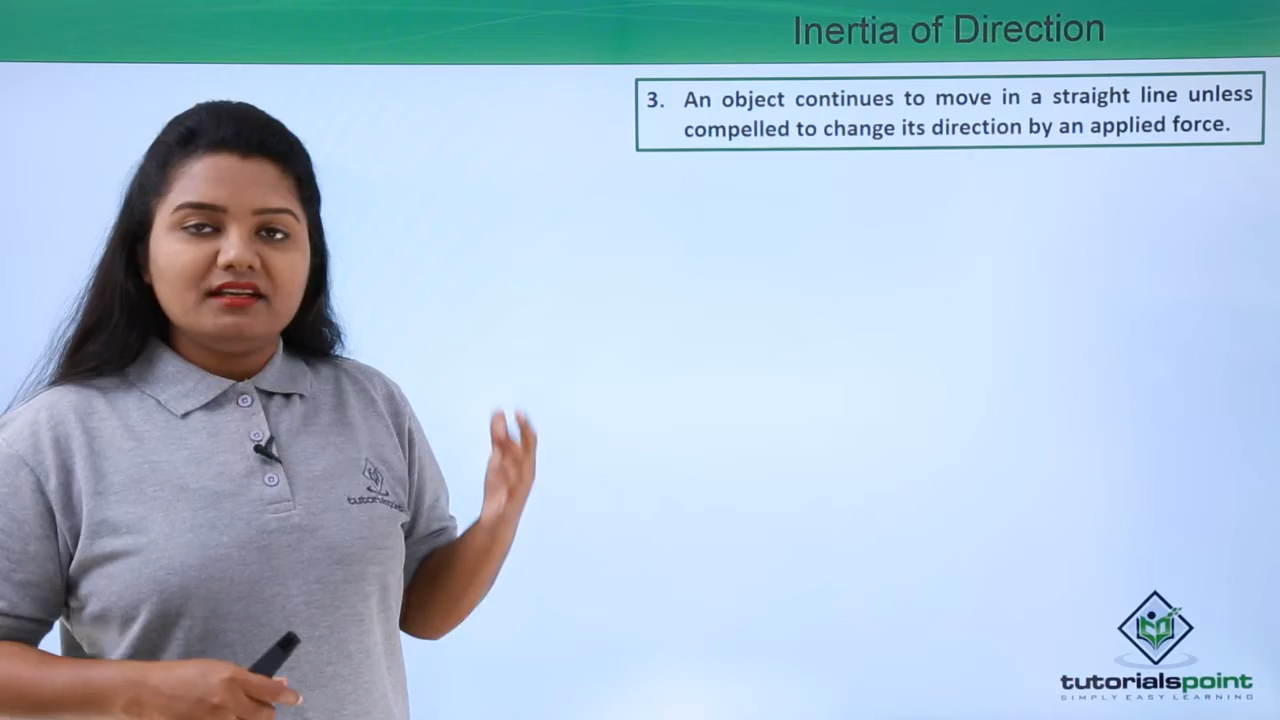 Inertia of Direction
3. An object continues to move in a straight line unless
compelled to change its direction by an applied force.
tutorialspoint
tutorialspoint
SIMPLY EASY LEARNING